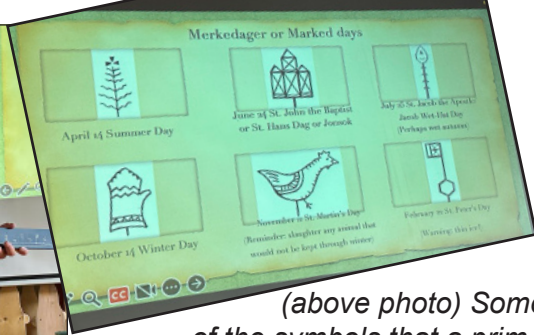 Merkedager or Marked days
April 14 Summer Day
June 24 St. John the Baptist
or St. Hans Dag or Jonsok
July 25 St. Jacob the Apostle
Jacob Wet-Hat Day
(Perhaps wet autumn)
October 14 Winter Day
November 11 St. Martin's Day
(Reminder: slaughter any animal that
would not be kept through winter)
February 22 St. Peter's Day
(Warning: thin ice!)
CC
(above photo) Some
of the symbols that a prim